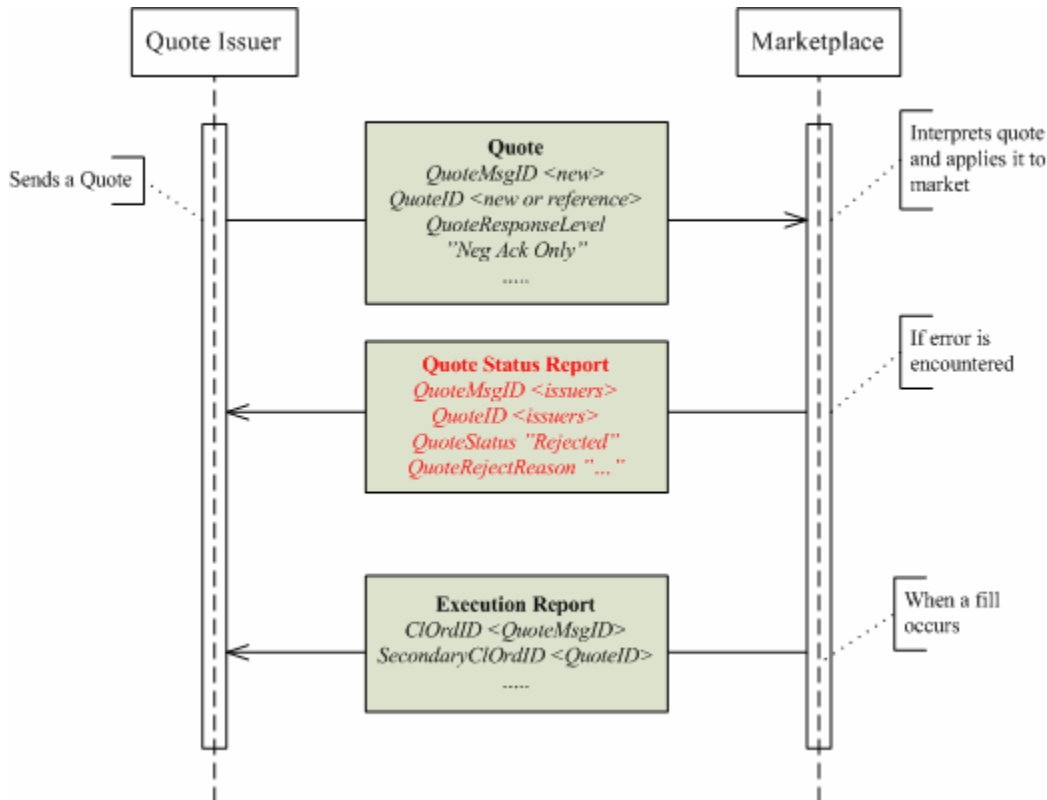 Quote Issuer
Marketplace
Sends a Quote
Quote
QuoteMsgID <new>
QuoteID <new or reference>
QuoteResponseLevel
"Neg Ack Only"
.....
Interprets quote
and applies it to
market
Quote Status Report
QuoteMsgID <issuers>
QuoteID <issuers>
QuoteStatus "Rejected"
QuoteRejectReason "..."
If error is
encountered
Execution Report
ClOrdID <QuoteMsgID>
SecondaryClOrdID <QuoteID>
.....
When a fill
occurs